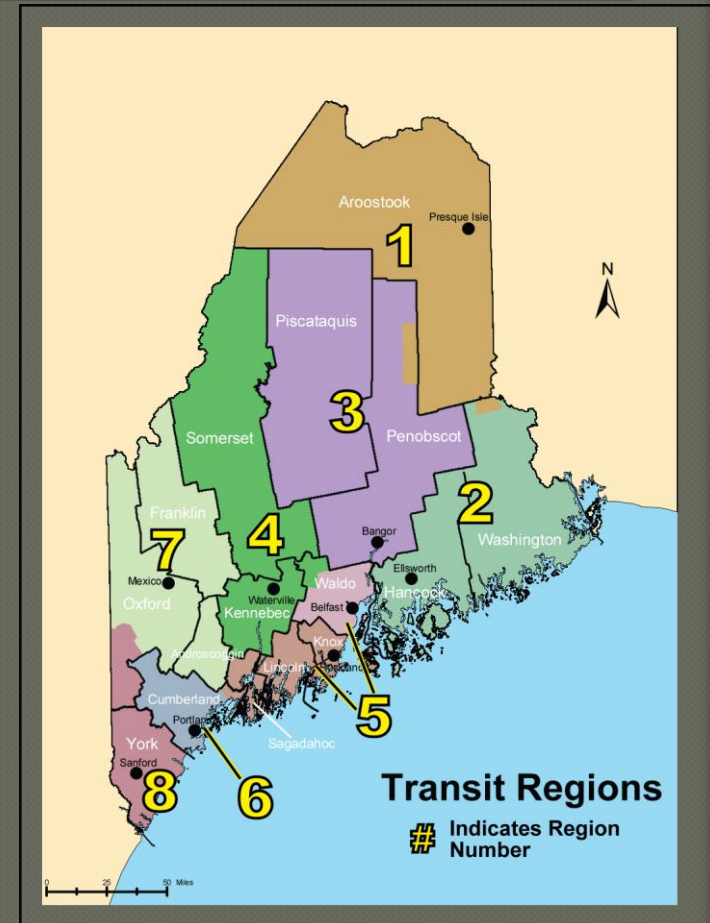 Aroostook
Presque Isle
1
N
Piscataquis
3
Somerset
Penobscot
2
Franklin
7
4
Bangor
Washington
Mexico
Ellsworth
Waldo
Hancock
Oxford
Waterville
Kennebec
Belfast
Knox
Androscoggin
Lincoln
Rockland
5
Cumberland
Portland
Sagadahoc
York
Sanford
8
6
Transit Regions
# Indicates Region
Number
0 25 50 Miles